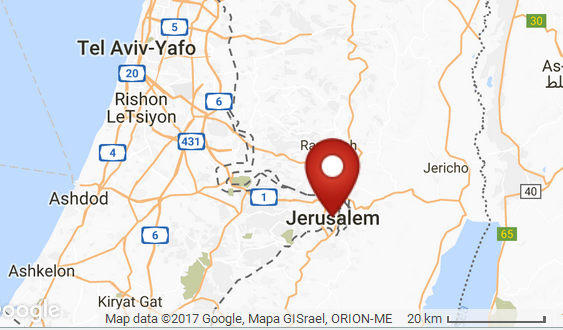 5
Tel Aviv-Yafo
20
Rishon
LeTsiyon
6
431
4
Ashdod
6
Ashkelon
Kiryat Gat
1
Jerusalem
Jericho
30
As-
لط
40
65
Map data ©2017 Google, Mapa GISrael, ORION-ME 20 km